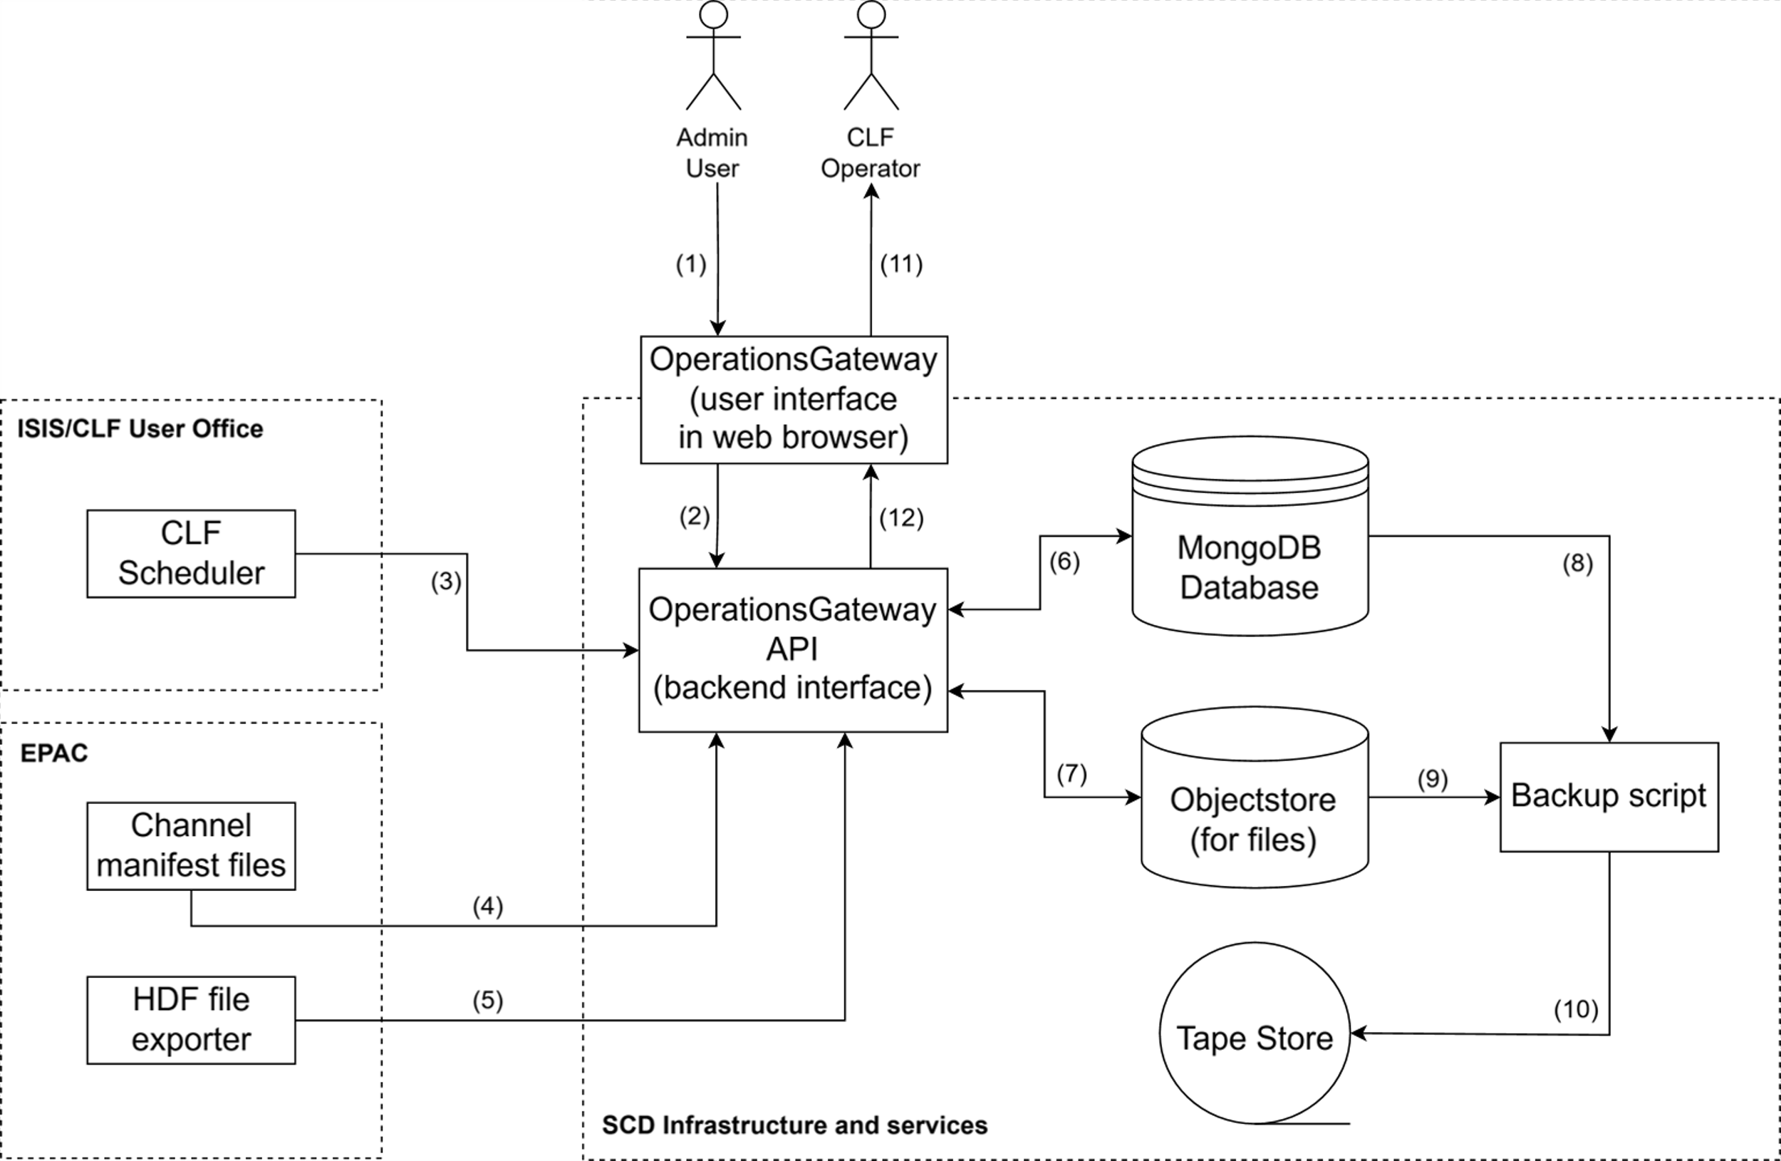 Admin
User
CLF
Operator
(1)
(11)
OperationsGateway
(user interface
in web browser)
ISIS/CLF User Office
CLF
Scheduler
(3)
(2)
(12)
OperationsGateway
API
(backend interface)
(6)
MongoDB
Database
(8)
(7)
Objectstore
(for files)
(9)
Backup script
EPAC
Channel
manifest files
(4)
HDF file
exporter
(5)
(10)
Tape Store
SCD Infrastructure and services